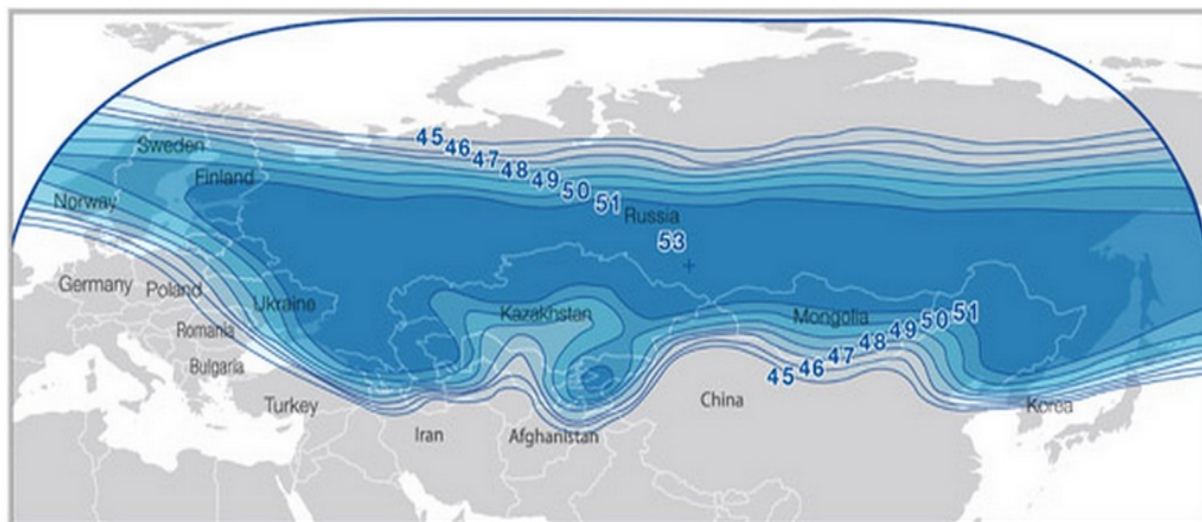 45
46
47
48
49
50
51
Sweden
Finland
Norway
Russia
53
Germany
Poland
Ukraine
Kazakhstan
Mongolia
Romania
Bulgaria
45
46
47
48
49
50
51
Turkey
Iran
Afghanistan
China
Korea